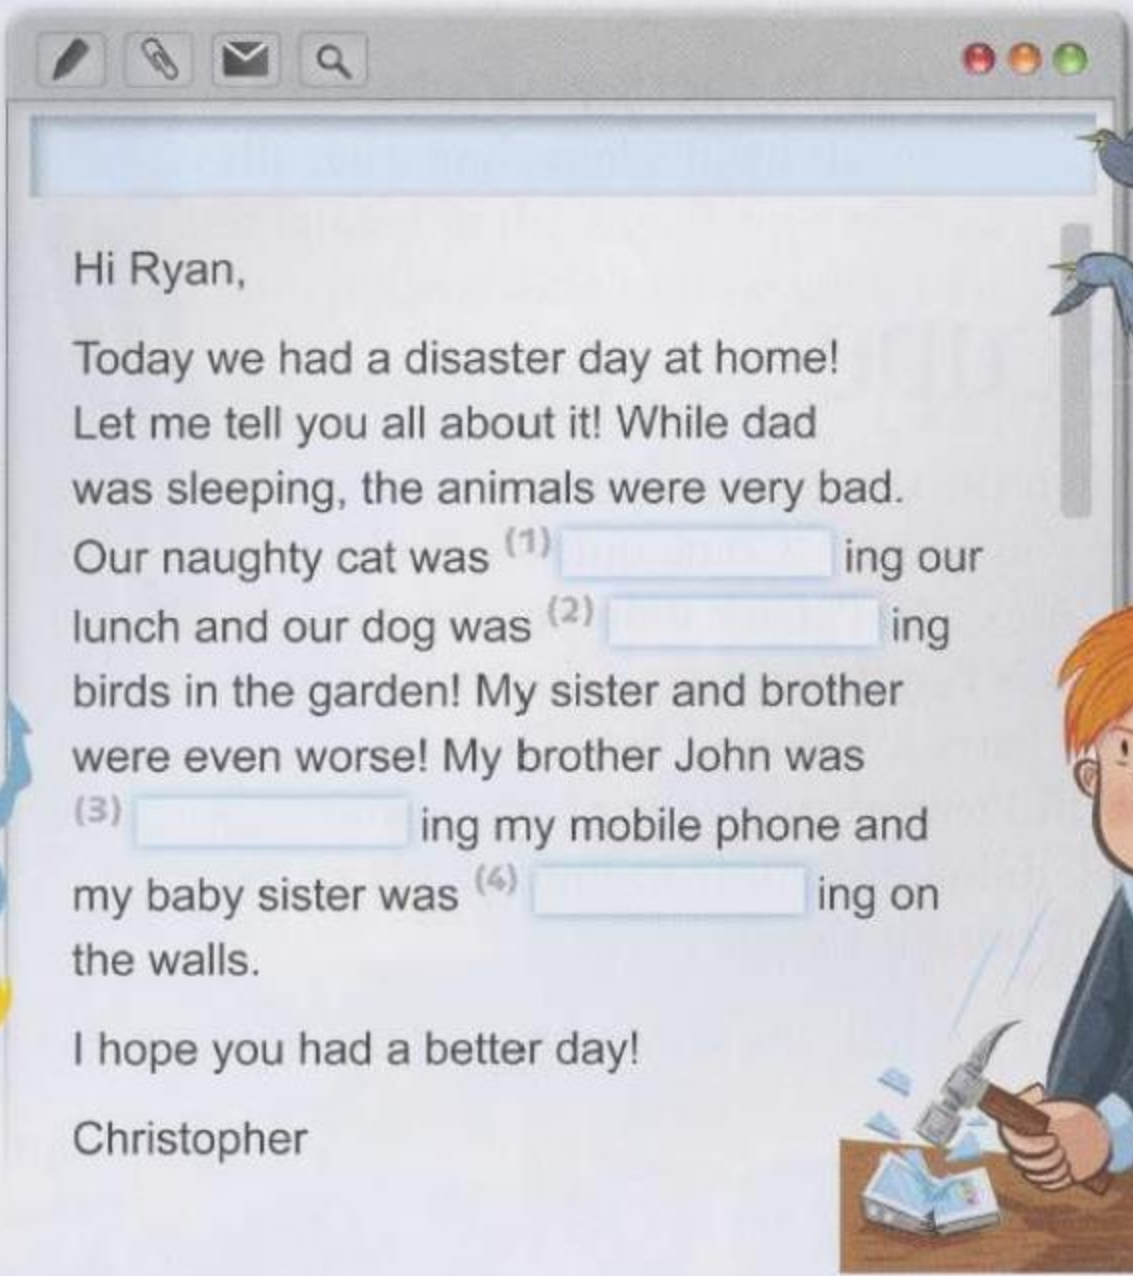 Hi Ryan,
Today we had a disaster day at home!
Let me tell you all about it! While dad
was sleeping, the animals were very bad.
Our naughty cat was (1) ing our
lunch and our dog was (2) ing
birds in the garden! My sister and brother
were even worse! My brother John was
(3) ing my mobile phone and
my baby sister was (4) ing on
the walls.
I hope you had a better day!
Christopher